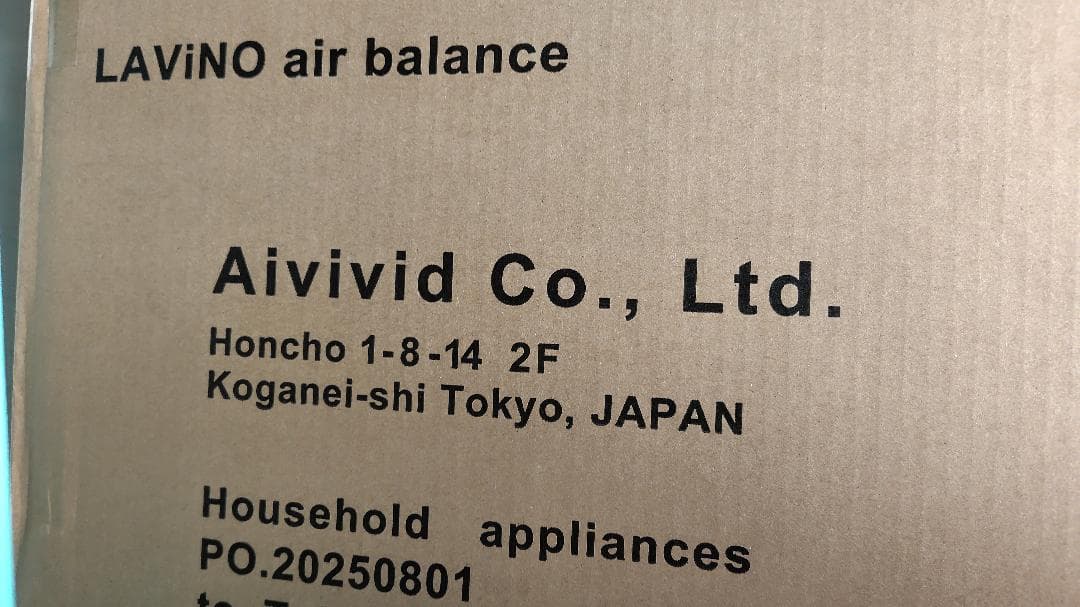 LAViNO air balance
Aivivid Co., Ltd.
Honcho 1-8-14 2F
Koganei-shi Tokyo, JAPAN
Household appliances
PO.20250801